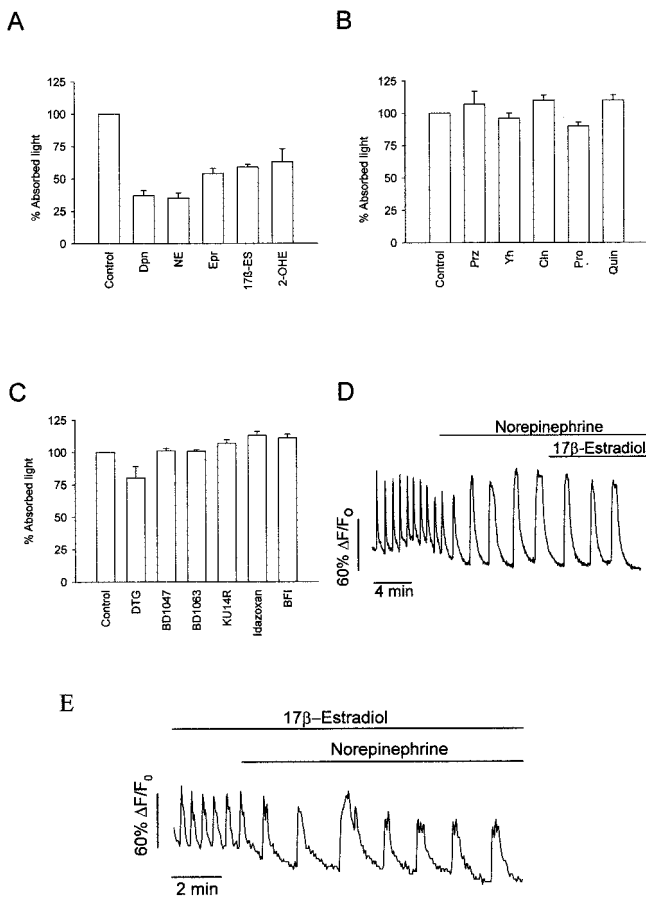 A
125
100
75
50
25
0
% Absorbed light
Control
Dpn
NE
Epr
17ß-ES
2-OHE
B
125
100
75
50
25
0
% Absorbed light
Control
Prz
Yh
Cln
Pro
Quin
C
125
100
75
50
25
0
% Absorbed light
Control
DTG
BD1047
BD1063
KU14R
Idazoxan
BFI
D
Norepinephrine
17β-Estradiol
60% ΔF/F0
4 min
E
17β–Estradiol
Norepinephrine
60% ΔF/F0
2 min